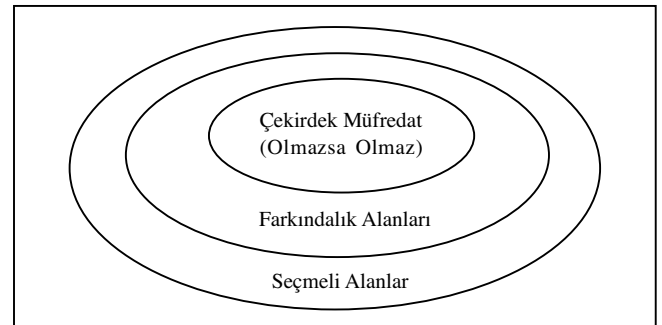 Çekirdek Müfredat
(Olmazsa Olmaz)
Farkındalık Alanları
Seçmeli Alanlar